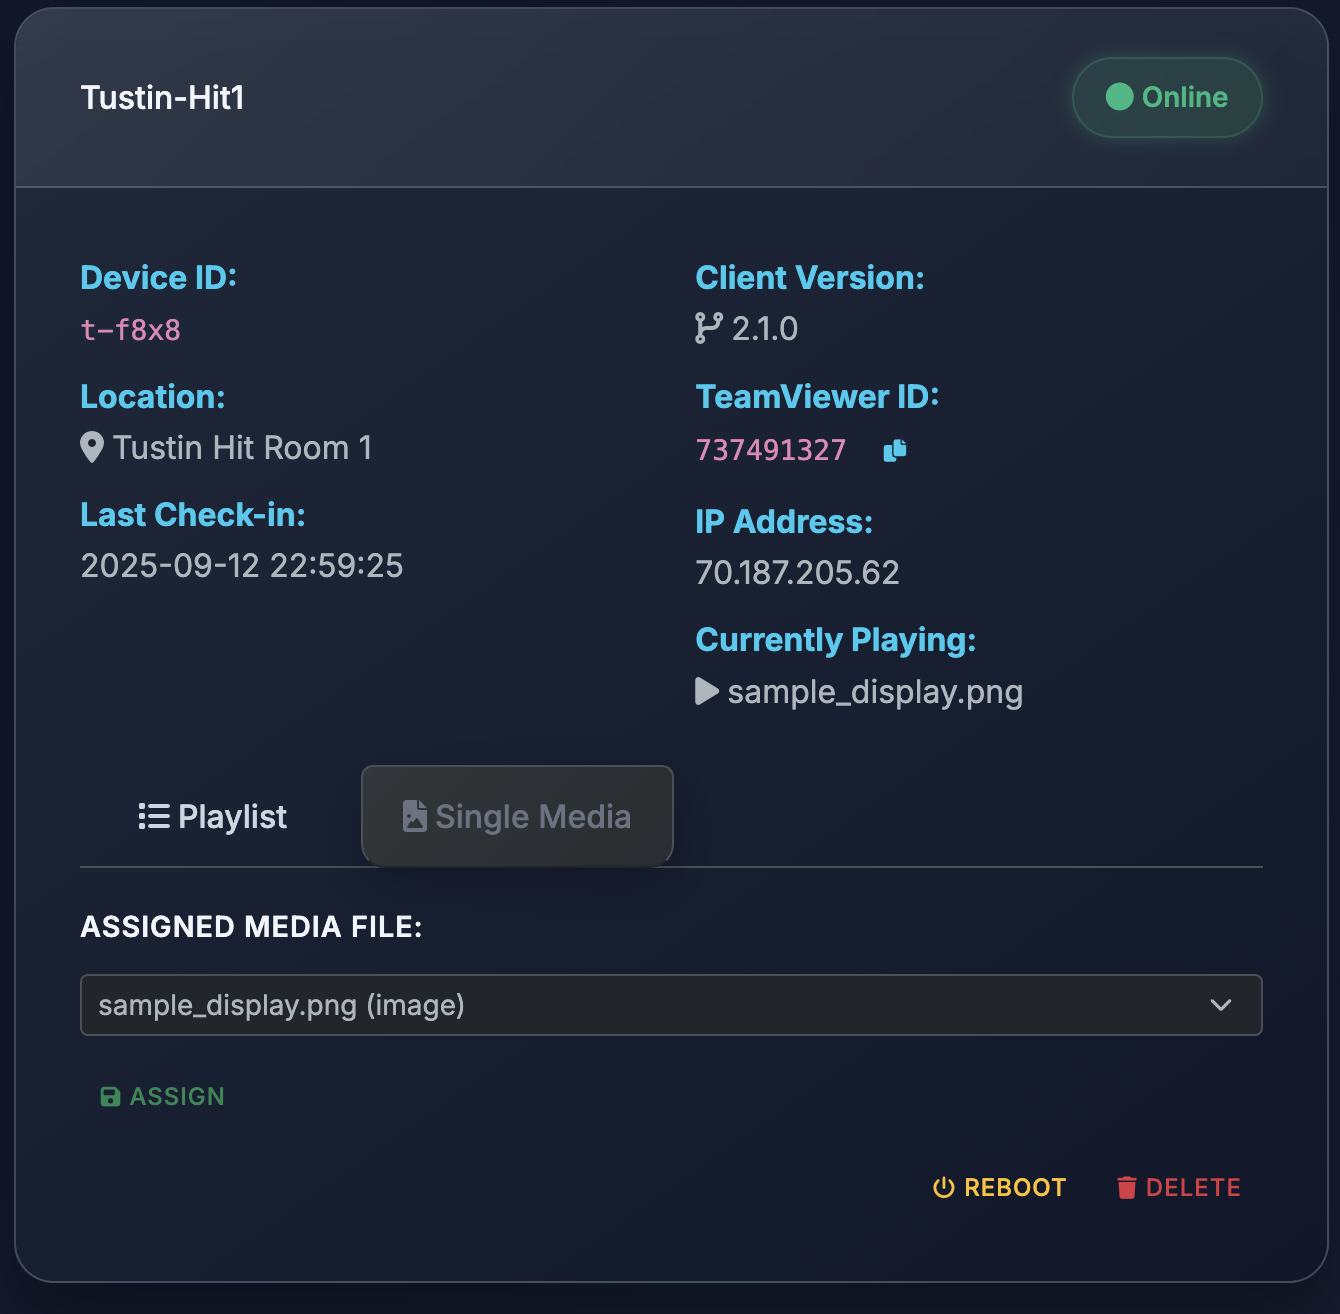 Tustin-Hit1
Online
Device ID:
t-f8x8
Location:
Tustin Hit Room 1
Last Check-in:
2025-09-12 22:59:25
Client Version:
2.1.0
TeamViewer ID:
737491327
IP Address:
70.187.205.62
Currently Playing:
sample_display.png
Playlist
Single Media
ASSIGNED MEDIA FILE:
sample_display.png (image)
ASSIGN
REBOOT
DELETE